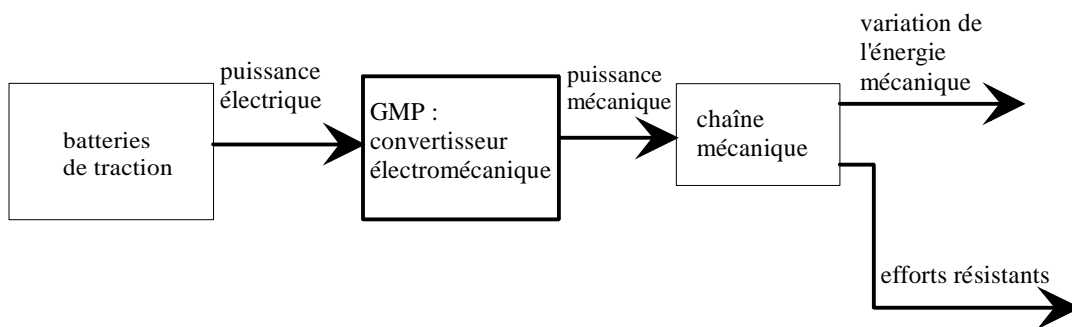 batteries
de traction
puissance
électrique
GMP :
convertisseur
électromécanique
puissance
mécanique
chaîne
mécanique
variation de
l'énergie
mécanique
efforts résistants